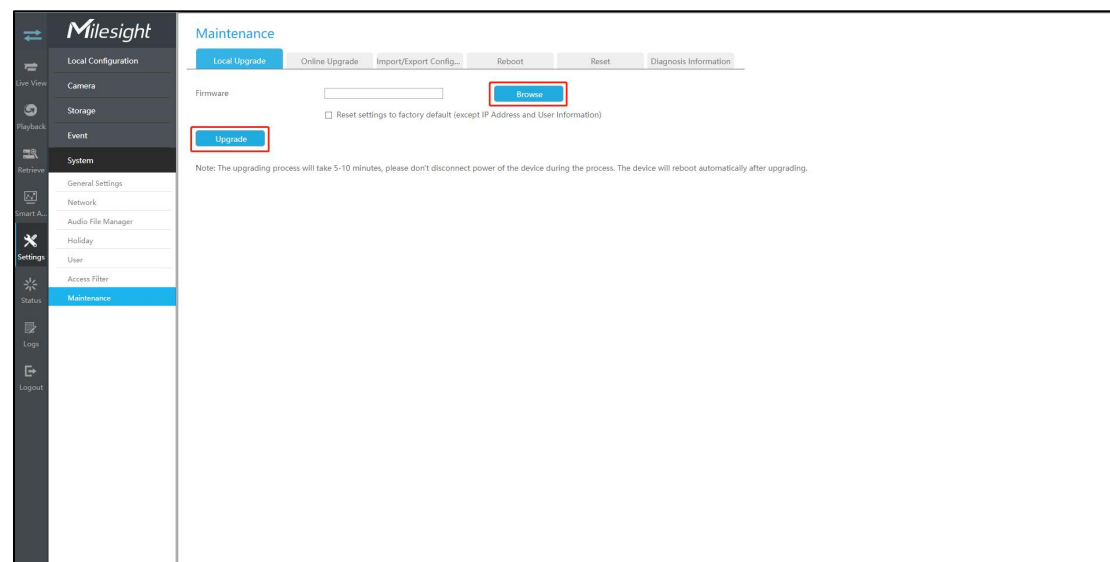 Milesight
Live View
Playback
Retrieve
Smart A...
Settings
Status
Logs
Logout
Local Configuration
Camera
Storage
Event
System
General Settings
Network
Audio File Manager
Holiday
User
Access Filter
Maintenance
Maintenance
Local Upgrade Online Upgrade Import/Export Config... Reboot Reset Diagnosis Information
Firmware Browse
Reset settings to factory default (except IP Address and User Information)
Upgrade
Note: The upgrading process will take 5-10 minutes, please don't disconnect power of the device during the process. The device will reboot automatically after upgrading.